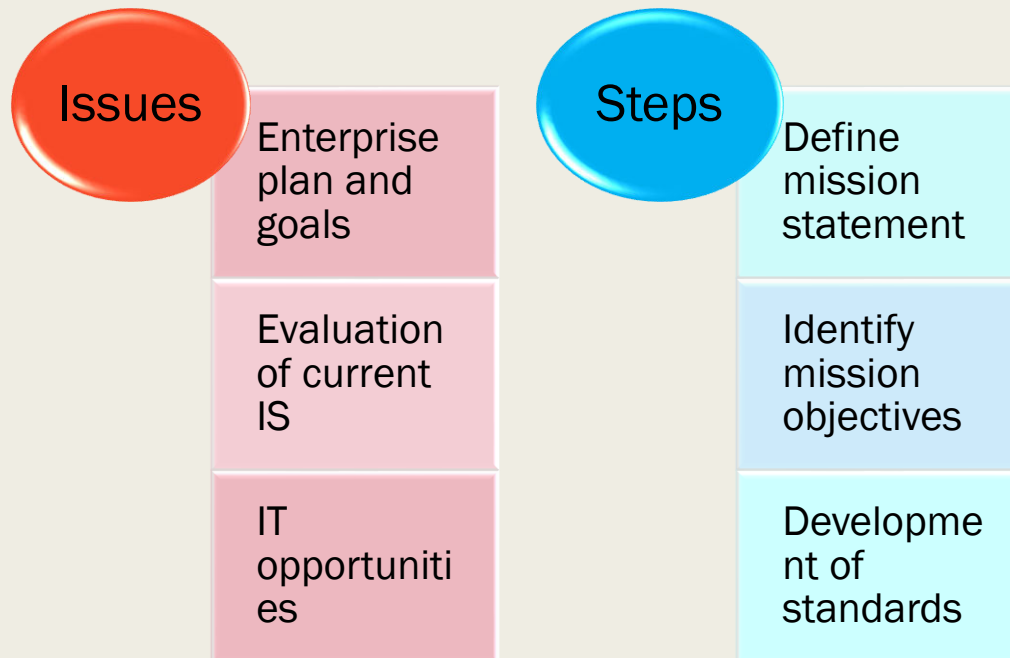 Issues
Enterprise
plan and
goals
Evaluation
of current
IS
IT
opportuniti
es
Steps
Define
mission
statement
Identify
mission
objectives
Developme
nt of
standards